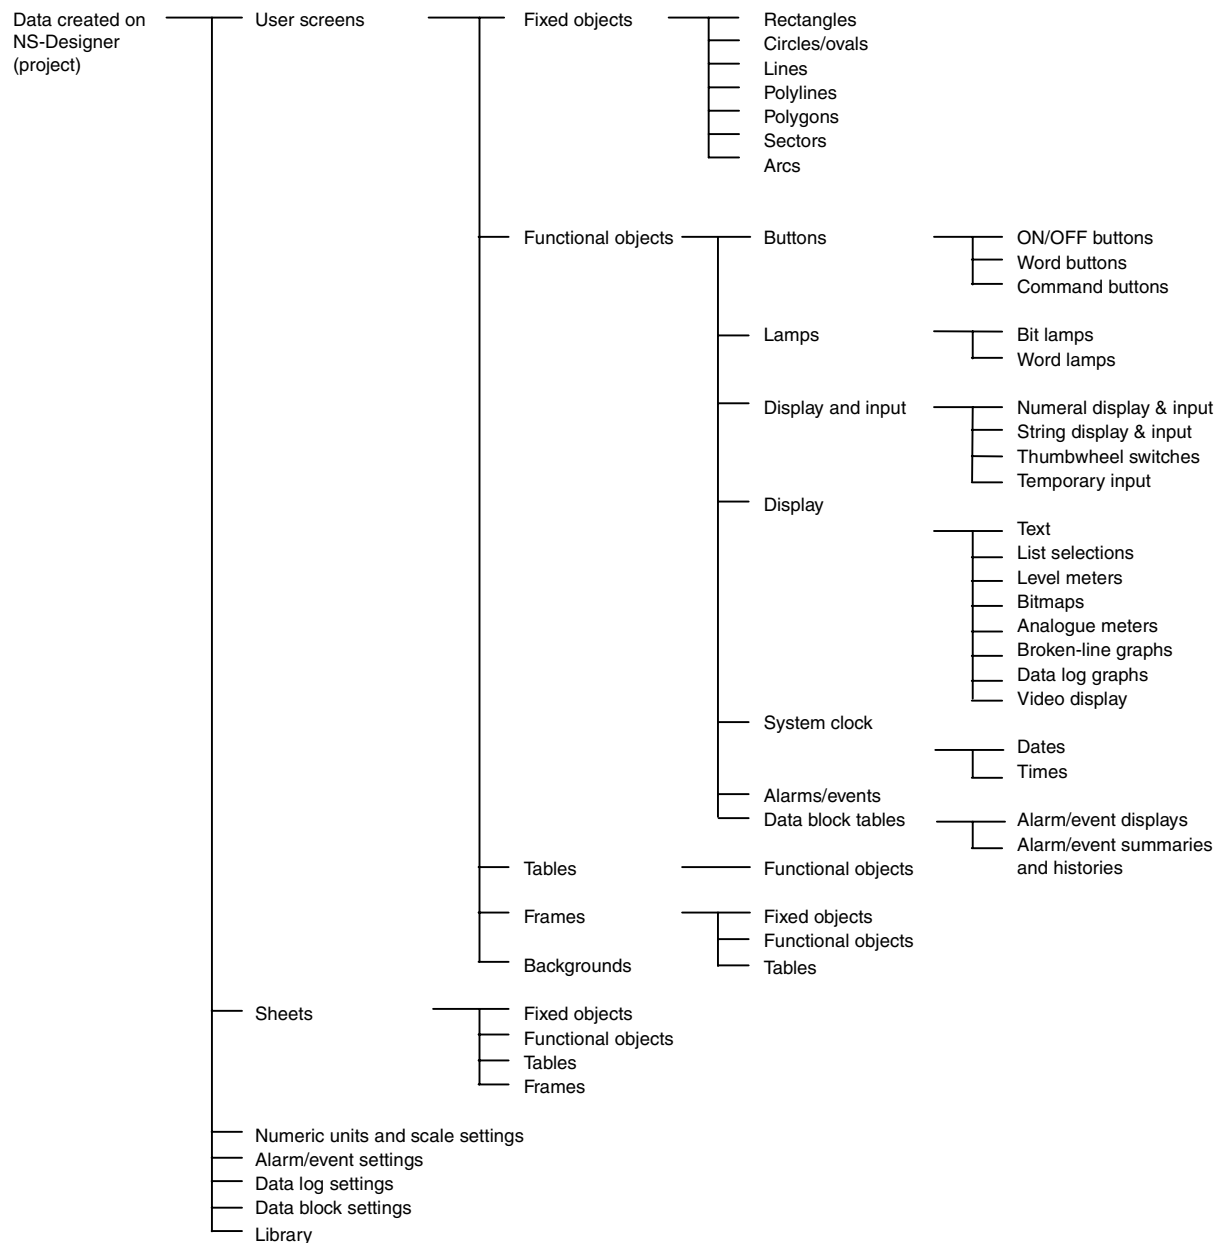 Data created on
NS-Designer
(project)
User screens
Fixed objects
Rectangles
Circles/ovals
Lines
Polylines
Polygons
Sectors
Arcs
Functional objects
Buttons
ON/OFF buttons
Word buttons
Command buttons
Lamps
Bit lamps
Word lamps
Display and input
Numeral display & input
String display & input
Thumbwheel switches
Temporary input
Display
Text
List selections
Level meters
Bitmaps
Analogue meters
Broken-line graphs
Data log graphs
Video display
System clock
Dates
Times
Alarms/events
Data block tables
Alarm/event displays
Alarm/event summaries
and histories
Tables
Functional objects
Frames
Fixed objects
Functional objects
Tables
Backgrounds
Sheets
Fixed objects
Functional objects
Tables
Frames
Numeric units and scale settings
Alarm/event settings
Data log settings
Data block settings
Library